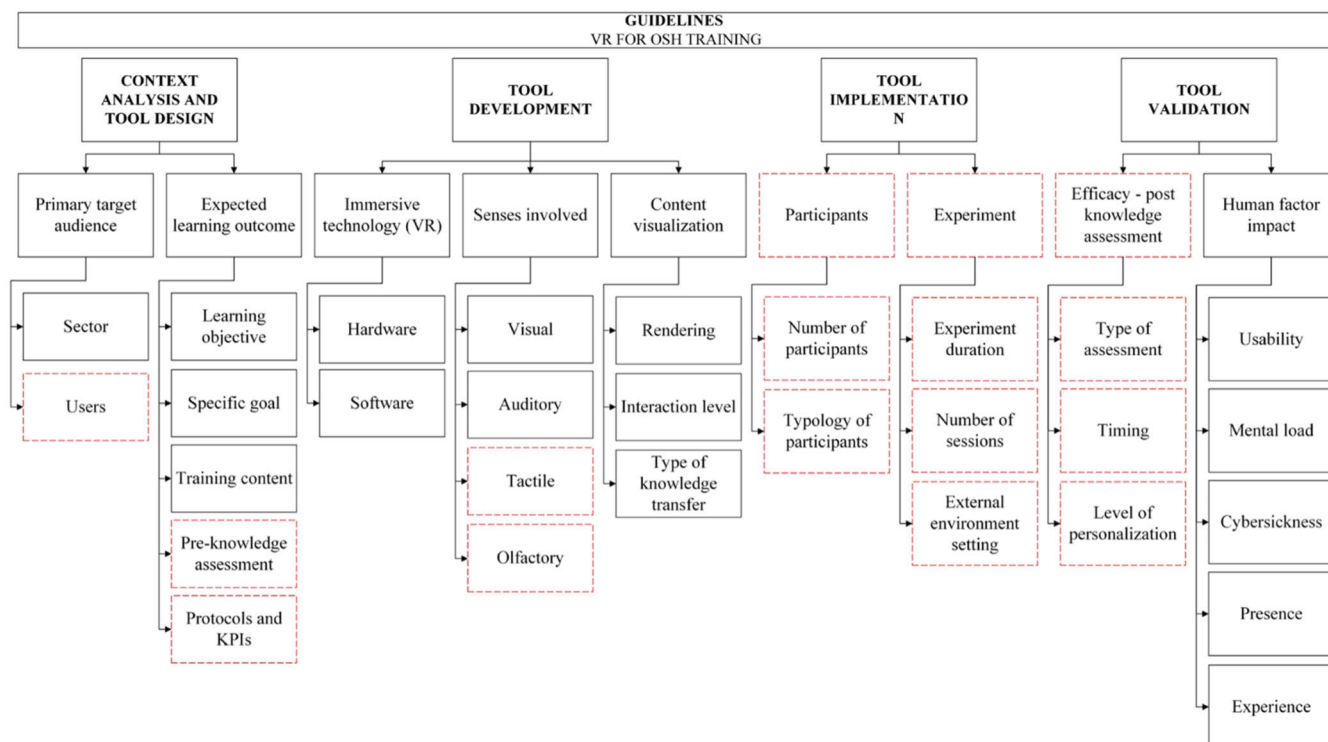 GUIDELINES
VR FOR OSH TRAINING
CONTEXT
ANALYSIS AND
TOOL DESIGN
TOOL
DEVELOPMENT
TOOL
IMPLEMENTATIO
N
TOOL
VALIDATION
Primary target
audience
Expected
learning outcome
Immersive
technology (VR)
Senses involved
Content
visualization
Participants
Experiment
Efficacy - post
knowledge
assessment
Human factor
impact
Sector
Users
Learning
objective
Specific goal
Training content
Pre-knowledge
assessment
Protocols and
KPIs
Hardware
Software
Visual
Auditory
Tactile
Olfactory
Rendering
Interaction level
Type of
knowledge
transfer
Number of
participants
Typology of
participants
Experiment
duration
Number of
sessions
External
environment
setting
Type of
assessment
Timing
Level of
personalization
Usability
Mental load
Cybersickness
Presence
Experience